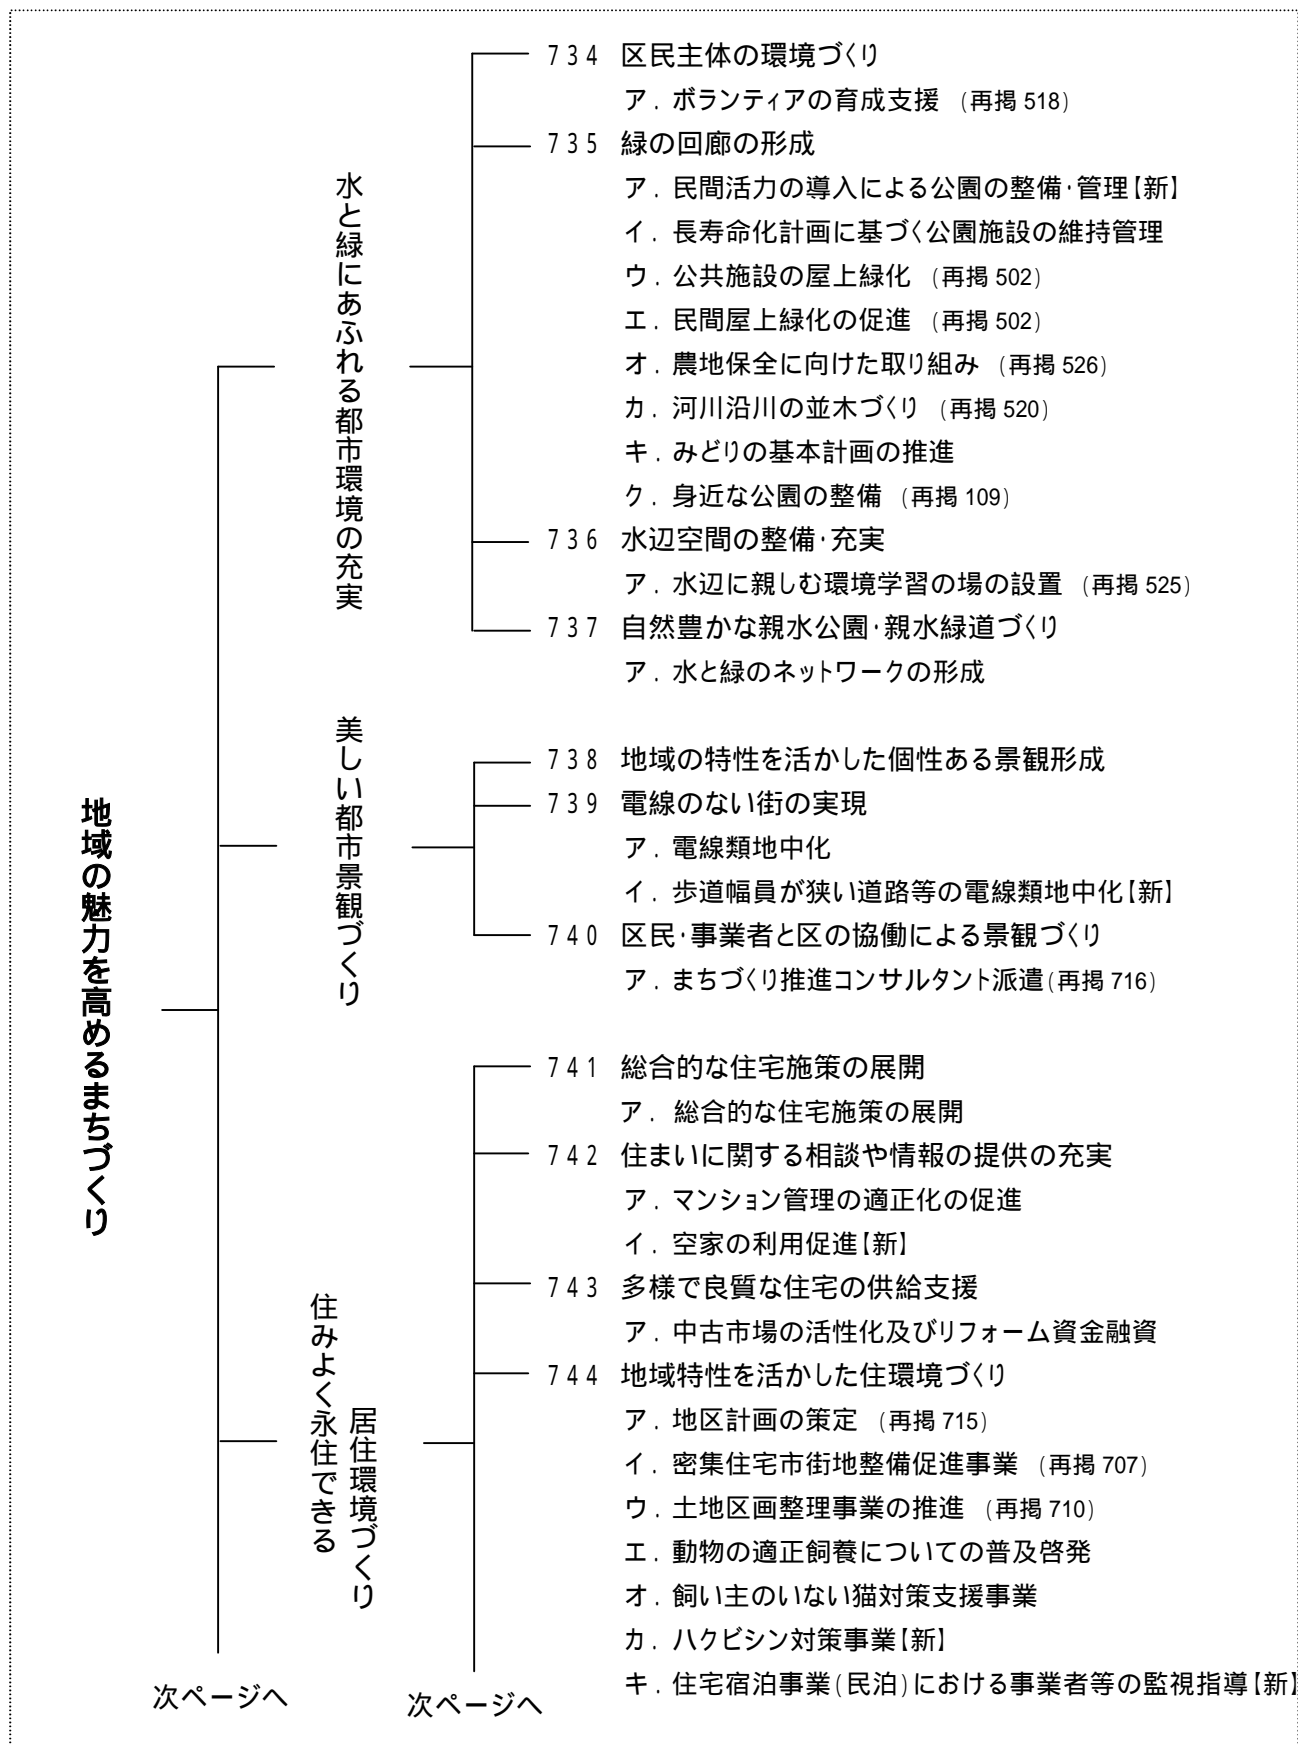 地域の魅力を高めるまちづくり
水と緑にあふれる都市環境の充実
734 区民主体の環境づくり
ア．ボランティアの育成支援 (再掲 518)
735 緑の回廊の形成
ア．民間活力の導入による公園の整備・管理【新】
イ．長寿命化計画に基づく公園施設の維持管理
ウ．公共施設の屋上緑化 (再掲 502)
エ．民間屋上緑化の促進 (再掲 502)
オ．農地保全に向けた取り組み (再掲 526)
カ．河川沿川の並木づくり (再掲 520)
キ．みどりの基本計画の推進
ク．身近な公園の整備 (再掲 109)
736 水辺空間の整備・充実
ア．水辺に親しむ環境学習の場の設置 (再掲 525)
737 自然豊かな親水公園・親水緑道づくり
ア．水と緑のネットワークの形成
美しい都市景観づくり
738 地域の特性を活かした個性ある景観形成
739 電線のない街の実現
ア．電線類地中化
イ．歩道幅員が狭い道路等の電線類地中化【新】
740 区民・事業者と区の協働による景観づくり
ア．まちづくり推進コンサルタント派遣(再掲 716)
住みよく永住できる
居住環境づくり
741 総合的な住宅施策の展開
ア．総合的な住宅施策の展開
742 住まいに関する相談や情報の提供の充実
ア．マンション管理の適正化の促進
イ．空家の利用促進【新】
743 多様で良質な住宅の供給支援
ア．中古市場の活性化及びリフォーム資金融資
744 地域特性を活かした住環境づくり
ア．地区計画の策定 (再掲 715)
イ．密集住宅市街地整備促進事業 (再掲 707)
ウ．土地区画整理事業の推進 (再掲 710)
エ．動物の適正飼養についての普及啓発
オ．飼い主のいない猫対策支援事業
カ．ハクビシン対策事業【新】
キ．住宅宿泊事業(民泊)における事業者等の監視指導【新】
次ページへ
次ページへ